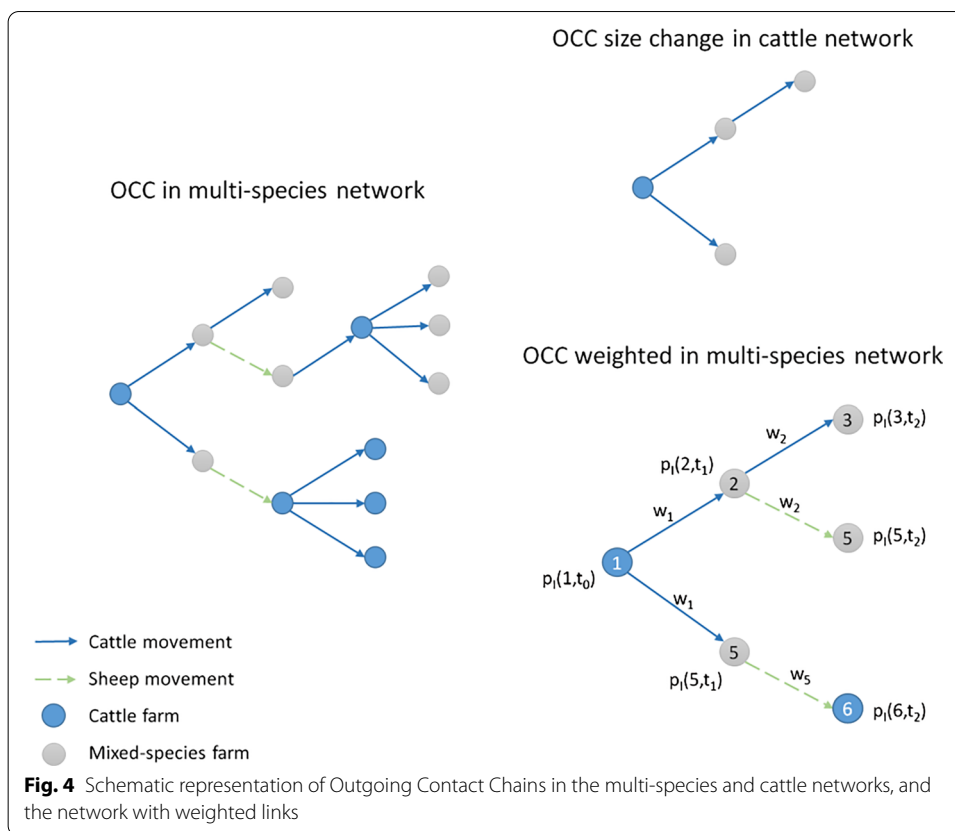 OCC size change in cattle network
OCC in multi-species network
OCC weighted in multi-species network
3
pI(3,t2)
w2
pI(2,t1)
2
w2
w1
5
pI(5,t2)
1
pI(1,t0)
w1
5
w5
pI(5,t1)
6
pI(6,t2)
Cattle movement
Sheep movement
Cattle farm
Mixed-species farm
Fig. 4 Schematic representation of Outgoing Contact Chains in the multi-species and cattle networks, and
the network with weighted links